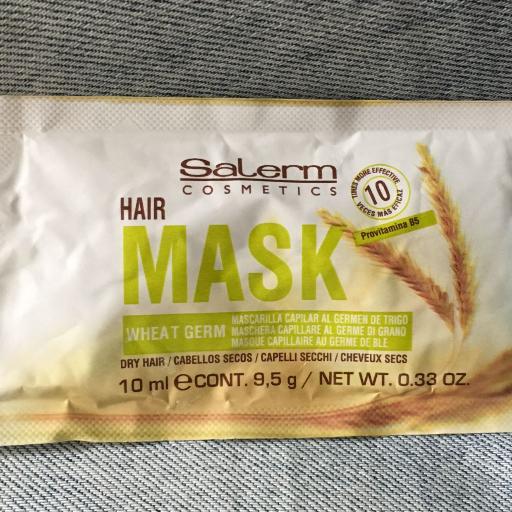 Salerm
COSMETICS
TIMES MORE EFFECTIVE
10
VECES MÁS EFICAZ
Provitamina B5
HAIR
MASK
WHEAT GERM
MASCARILLA CAPILAR AL GERMEN DE TRIGO
MASCHERA CAPILLARE AL GERME DI GRANO
MASQUE CAPILLAIRE AU GERME DE BLÉ
DRY HAIR / CABELLOS SECOS / CAPELLI SECCHI / CHEVEUX SECS
10 ml ℮ CONT. 9,5 g / NET WT. 0.33 OZ.